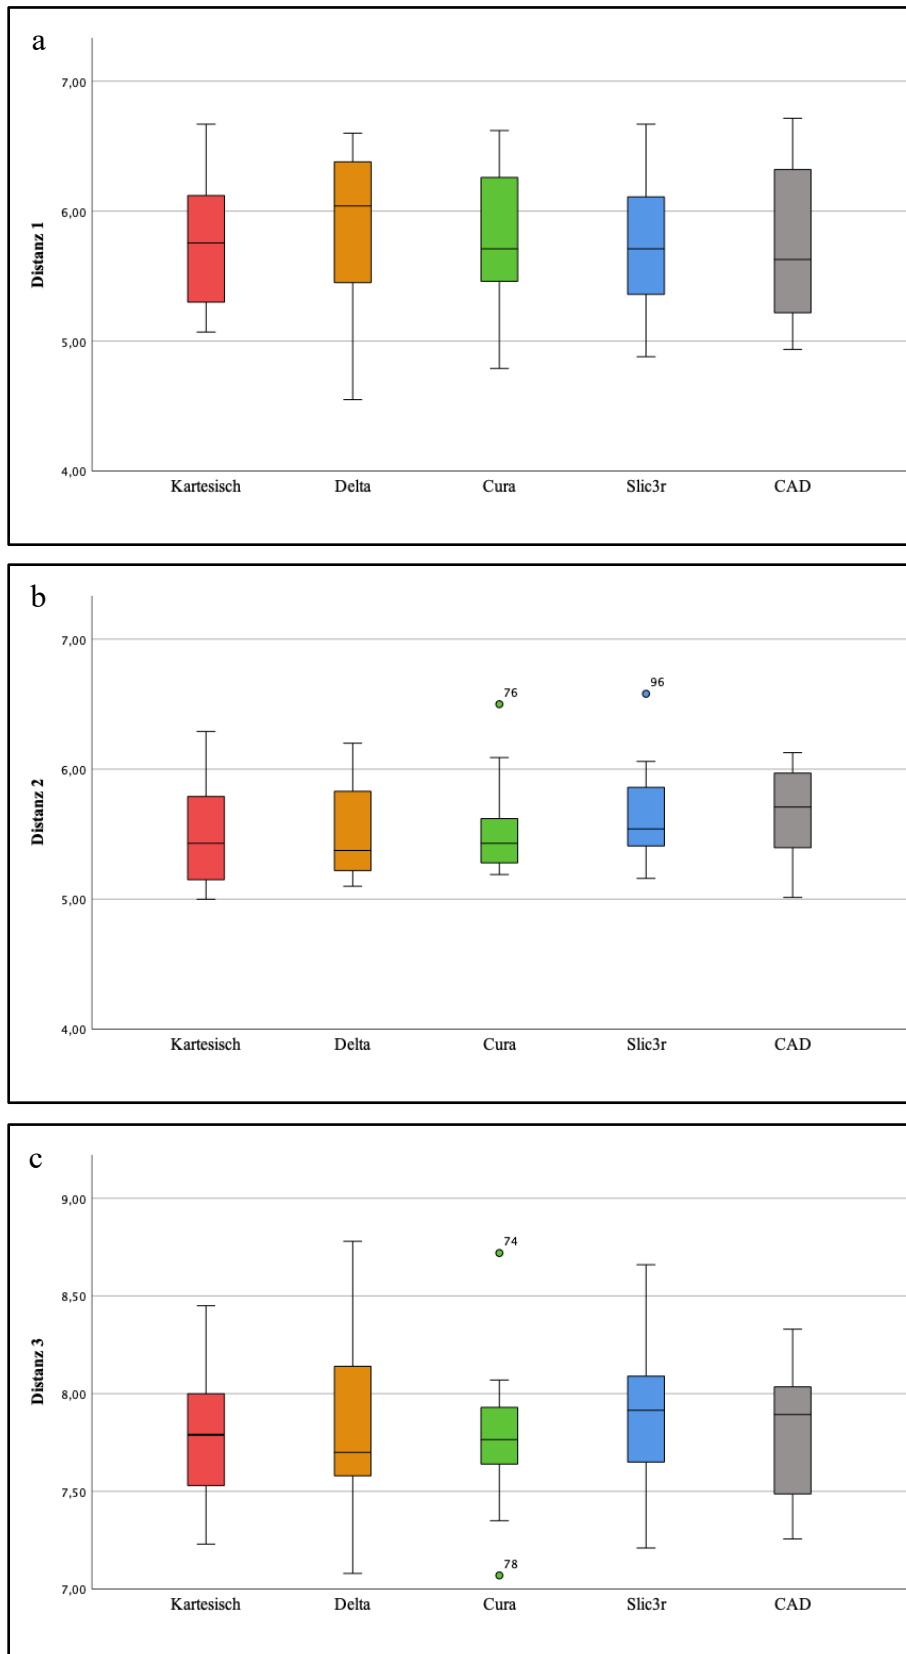 a
7,00
6,00
5,00
4,00
Distanz 1
Kartesisch Delta Cura Slic3r CAD
b
7,00
6,00
5,00
4,00
Distanz 2
76
96
Kartesisch Delta Cura Slic3r CAD
c
9,00
8,50
8,00
7,50
7,00
Distanz 3
74
78
Kartesisch Delta Cura Slic3r CAD